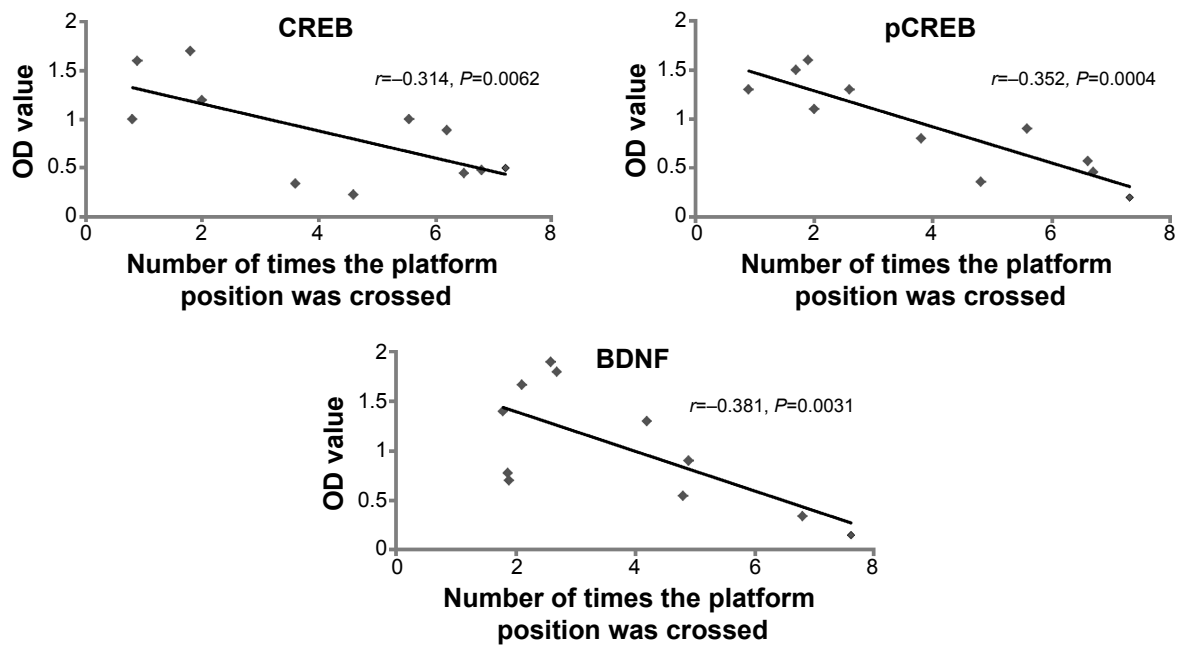 CREB
r=–0.314, P=0.0062
OD value
2
1.5
1
0.5
0
0 2 4 6 8
Number of times the platform
position was crossed
pCREB
r=–0.352, P=0.0004
OD value
2
1.5
1
0.5
0
0 2 4 6 8
Number of times the platform
position was crossed
BDNF
r=–0.381, P=0.0031
OD value
2
1.5
1
0.5
0
0 2 4 6 8
Number of times the platform
position was crossed